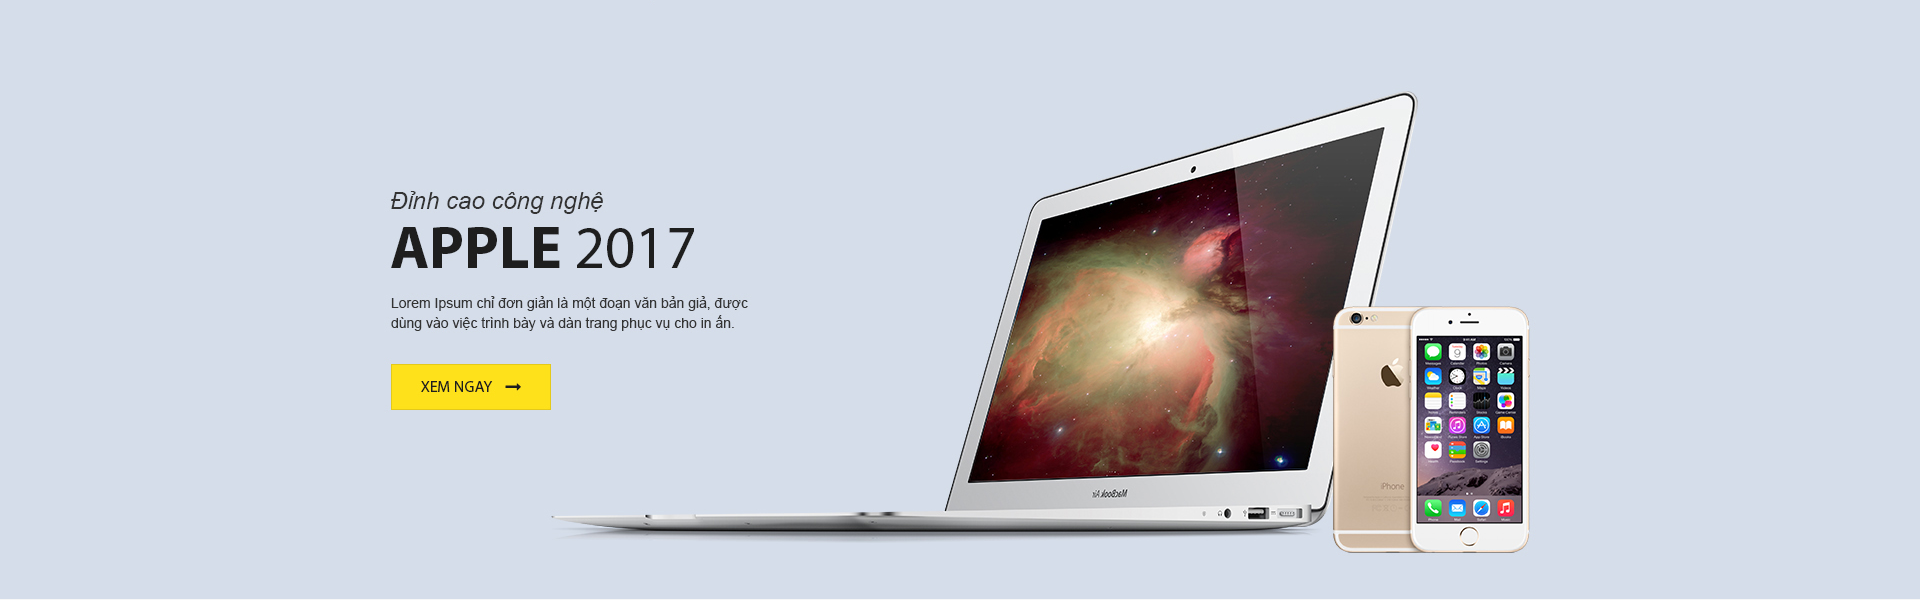 Đỉnh cao công nghệ
APPLE 2017
Lorem Ipsum chỉ đơn giản là một đoạn văn bản giả, được
dùng vào việc trình bày và dàn trang phục vụ cho in ấn.
XEM NGAY
MacBook Air
iPhone